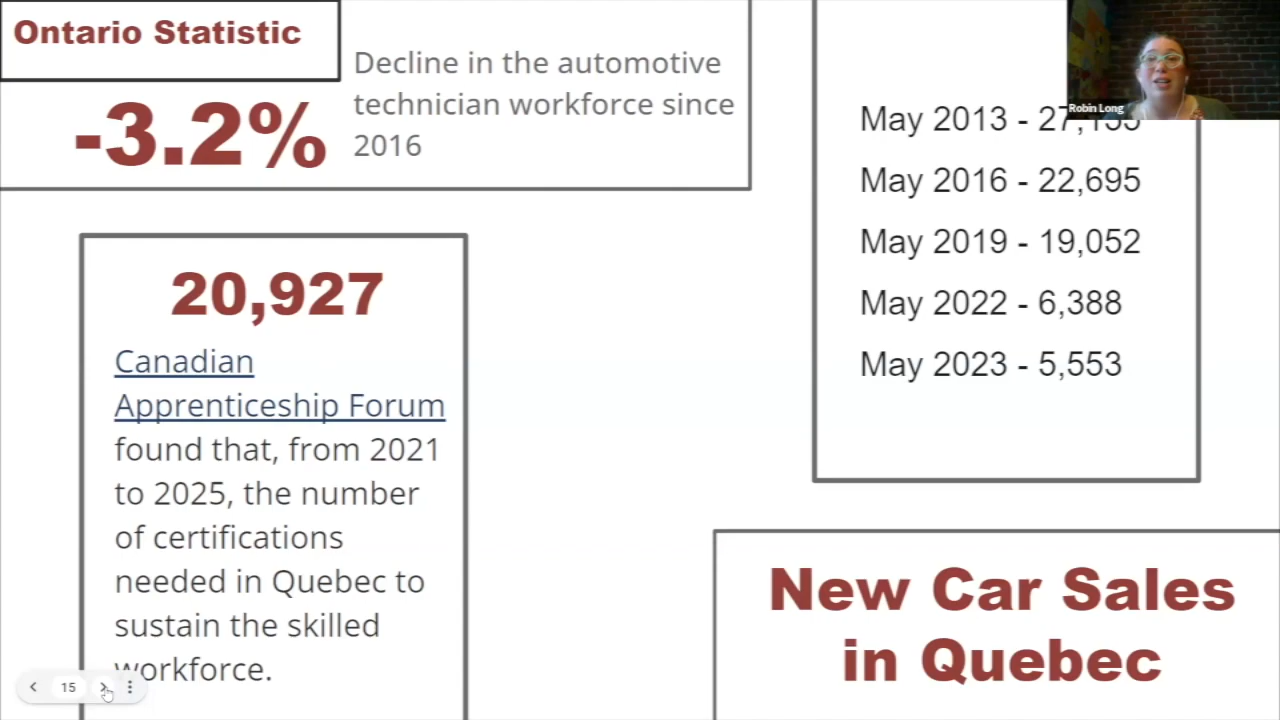 Ontario Statistic
-3.2%
Decline in the automotive
technician workforce since
2016
20,927
Canadian
Apprenticeship Forum
found that, from 2021
to 2025, the number
of certifications
needed in Quebec to
sustain the skilled
workforce.
Robin Long
May 2013 -
May 2016 - 22,695
May 2019 - 19,052
May 2022 - 6,388
May 2023 - 5,553
New Car Sales
in Quebec
15